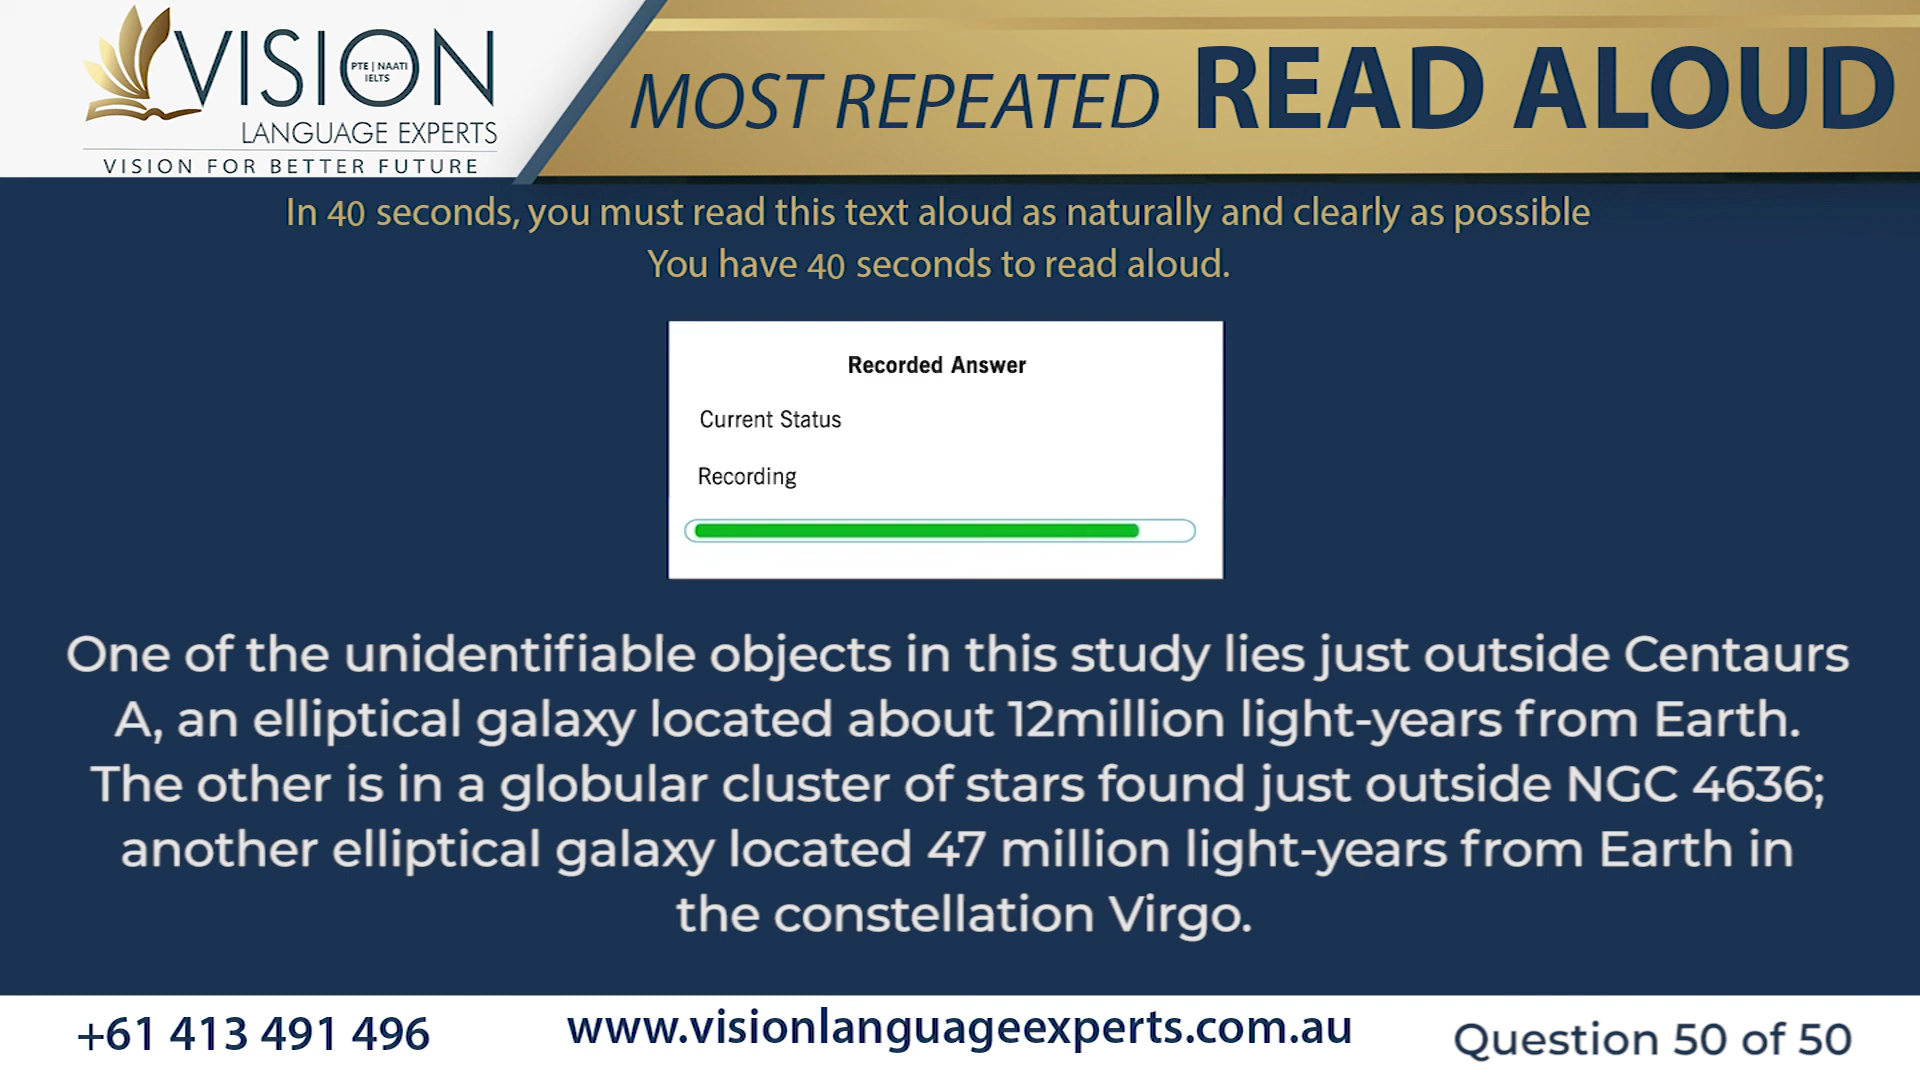 VISION
PTE | NAATI
IELTS
LANGUAGE EXPERTS
VISION FOR BETTER FUTURE
MOST REPEATED READ ALOUD
In 40 seconds, you must read this text aloud as naturally and clearly as possible
You have 40 seconds to read aloud.
Recorded Answer
Current Status
Recording
One of the unidentifiable objects in this study lies just outside Centaurs
A, an elliptical galaxy located about 12million light-years from Earth.
The other is in a globular cluster of stars found just outside NGC 4636;
another elliptical galaxy located 47 million light-years from Earth in
the constellation Virgo.
+61 413 491 496
www.visionlanguageexperts.com.au
Question 50 of 50